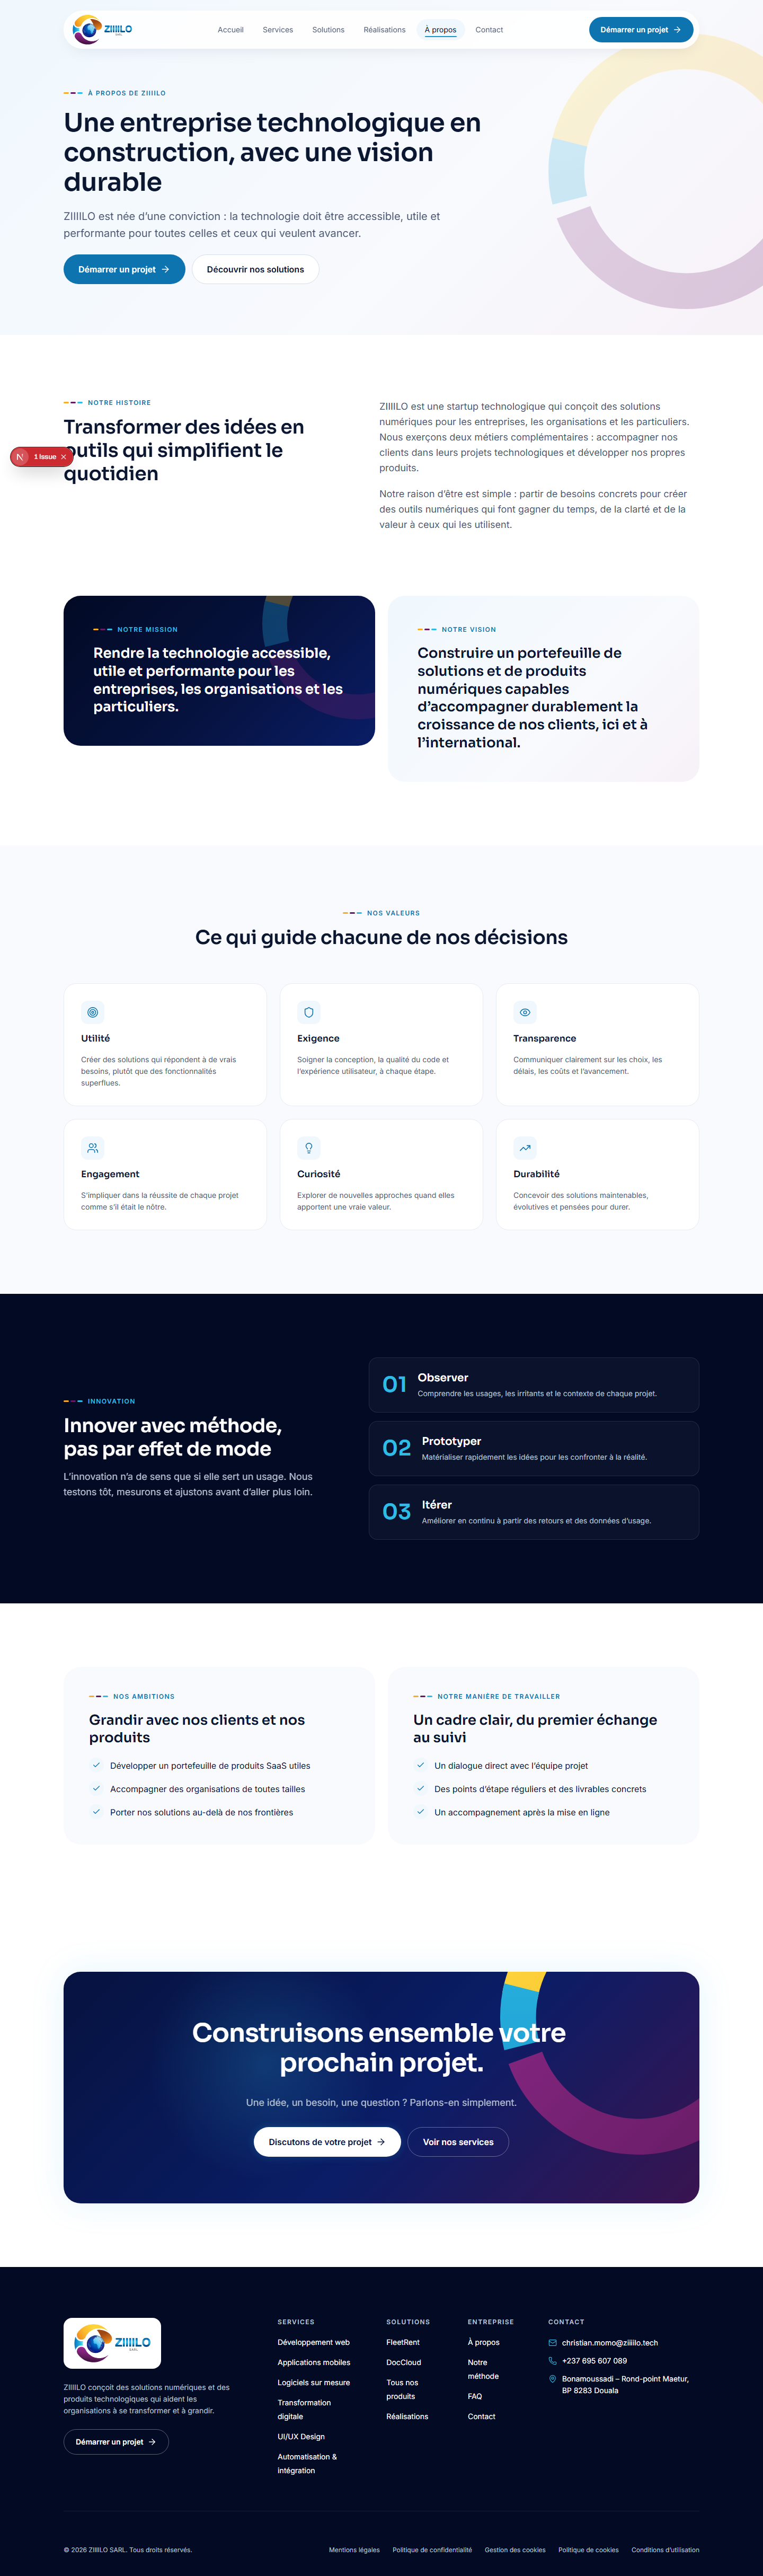 ZIIIILO
SARL
Accueil
Services
Solutions
Réalisations
À propos
Contact
Démarrer un projet
À PROPOS DE ZIIIILO
Une entreprise technologique en
construction, avec une vision
durable
ZIIIILO est née d’une conviction : la technologie doit être accessible, utile et
performante pour toutes celles et ceux qui veulent avancer.
Démarrer un projet
Découvrir nos solutions
NOTRE HISTOIRE
Transformer des idées en
outils qui simplifient le
quotidien
N
1 Issue
ZIIIILO est une startup technologique qui conçoit des solutions
numériques pour les entreprises, les organisations et les particuliers.
Nous exerçons deux métiers complémentaires : accompagner nos
clients dans leurs projets technologiques et développer nos propres
produits.
Notre raison d’être est simple : partir de besoins concrets pour créer
des outils numériques qui font gagner du temps, de la clarté et de la
valeur à ceux qui les utilisent.
NOTRE MISSION
Rendre la technologie accessible,
utile et performante pour les
entreprises, les organisations et les
particuliers.
NOTRE VISION
Construire un portefeuille de
solutions et de produits
numériques capables
d’accompagner durablement la
croissance de nos clients, ici et à
l’international.
NOS VALEURS
Ce qui guide chacune de nos décisions
Utilité
Créer des solutions qui répondent à de vrais
besoins, plutôt que des fonctionnalités
superflues.
Exigence
Soigner la conception, la qualité du code et
l’expérience utilisateur, à chaque étape.
Transparence
Communiquer clairement sur les choix, les
délais, les coûts et l’avancement.
Engagement
S’impliquer dans la réussite de chaque projet
comme s’il était le nôtre.
Curiosité
Explorer de nouvelles approches quand elles
apportent une vraie valeur.
Durabilité
Concevoir des solutions maintenables,
évolutives et pensées pour durer.
INNOVATION
Innover avec méthode,
pas par effet de mode
L’innovation n’a de sens que si elle sert un usage. Nous
testons tôt, mesurons et ajustons avant d’aller plus loin.
01
Observer
Comprendre les usages, les irritants et le contexte de chaque projet.
02
Prototyper
Matérialiser rapidement les idées pour les confronter à la réalité.
03
Itérer
Améliorer en continu à partir des retours et des données d’usage.
NOS AMBITIONS
Grandir avec nos clients et nos
produits
Développer un portefeuille de produits SaaS utiles
Accompagner des organisations de toutes tailles
Porter nos solutions au-delà de nos frontières
NOTRE MANIÈRE DE TRAVAILLER
Un cadre clair, du premier échange
au suivi
Un dialogue direct avec l’équipe projet
Des points d’étape réguliers et des livrables concrets
Un accompagnement après la mise en ligne
Construisons ensemble votre
prochain projet.
Une idée, un besoin, une question ? Parlons-en simplement.
Discutons de votre projet
Voir nos services
ZIIIILO
SARL
ZIIIILO conçoit des solutions numériques et des
produits technologiques qui aident les
organisations à se transformer et à grandir.
Démarrer un projet
SERVICES
Développement web
Applications mobiles
Logiciels sur mesure
Transformation
digitale
UI/UX Design
Automatisation &
intégration
SOLUTIONS
FleetRent
DocCloud
Tous nos
produits
Réalisations
ENTREPRISE
À propos
Notre
méthode
FAQ
Contact
CONTACT
christian.momo@ziiiilo.tech
+237 695 607 089
Bonamoussadi – Rond-point Maetur,
BP 8283 Douala
© 2026 ZIIIILO SARL. Tous droits réservés.
Mentions légales
Politique de confidentialité
Gestion des cookies
Politique de cookies
Conditions d’utilisation